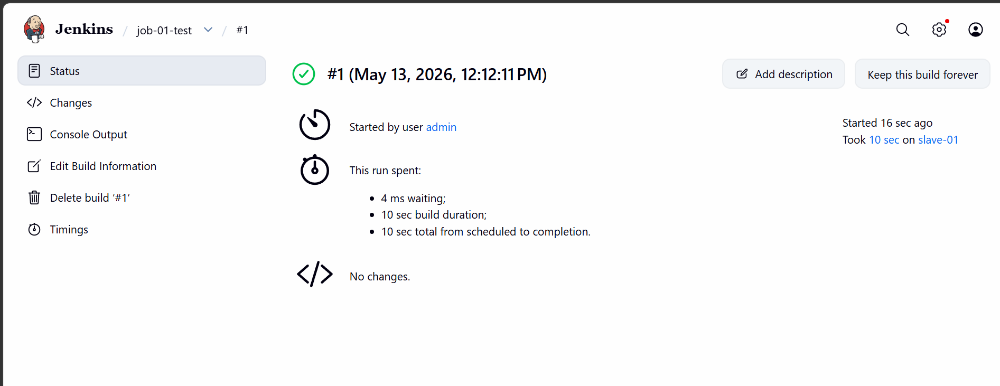 Jenkins / job-01-test / #1
Status
Changes
Console Output
Edit Build Information
Delete build ‘#1’
Timings
#1 (May 13, 2026, 12:12:11 PM)
Add description
Keep this build forever
Started by user admin
Started 16 sec ago
Took 10 sec on slave-01
This run spent:
4 ms waiting;
10 sec build duration;
10 sec total from scheduled to completion.
No changes.